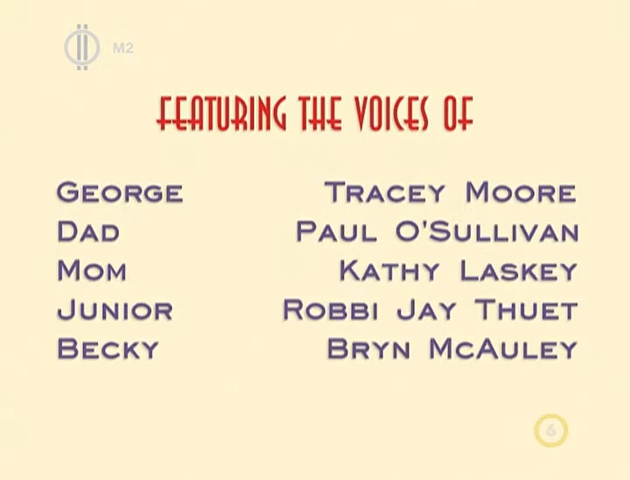 M2
FEATURING THE VOICES OF
GEORGE TRACEY MOORE
DAD PAUL O'SULLIVAN
MOM KATHY LASKEY
JUNIOR ROBBI JAY THUET
BECKY BRYN MCAULEY
6